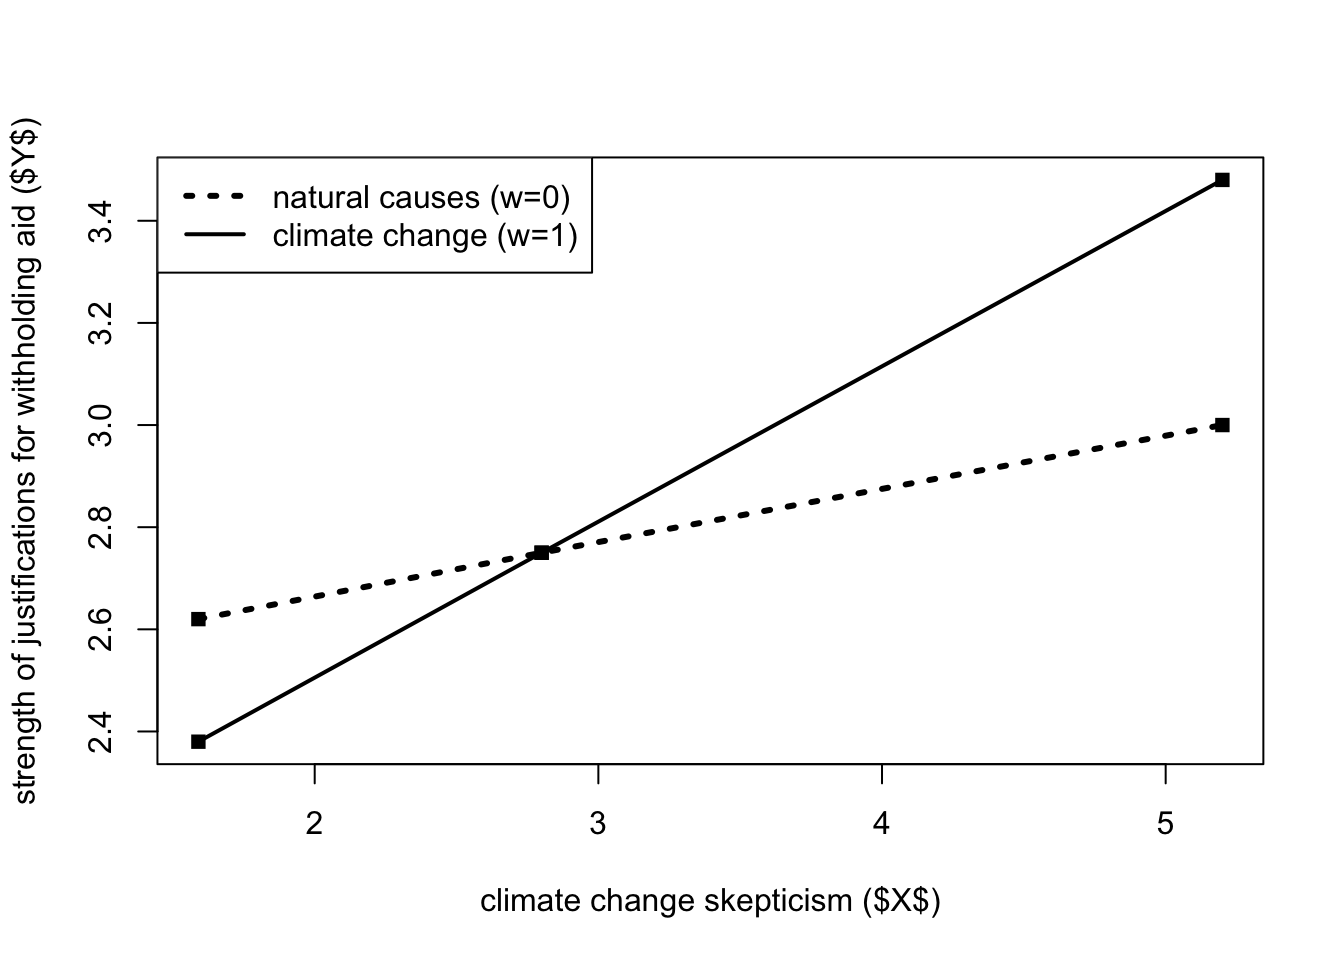 natural causes (w=0)
climate change (w=1)
strength of justifications for withholding aid ($Y$)
3.4
3.2
3.0
2.8
2.6
2.4
2
3
4
5
climate change skepticism ($X$)